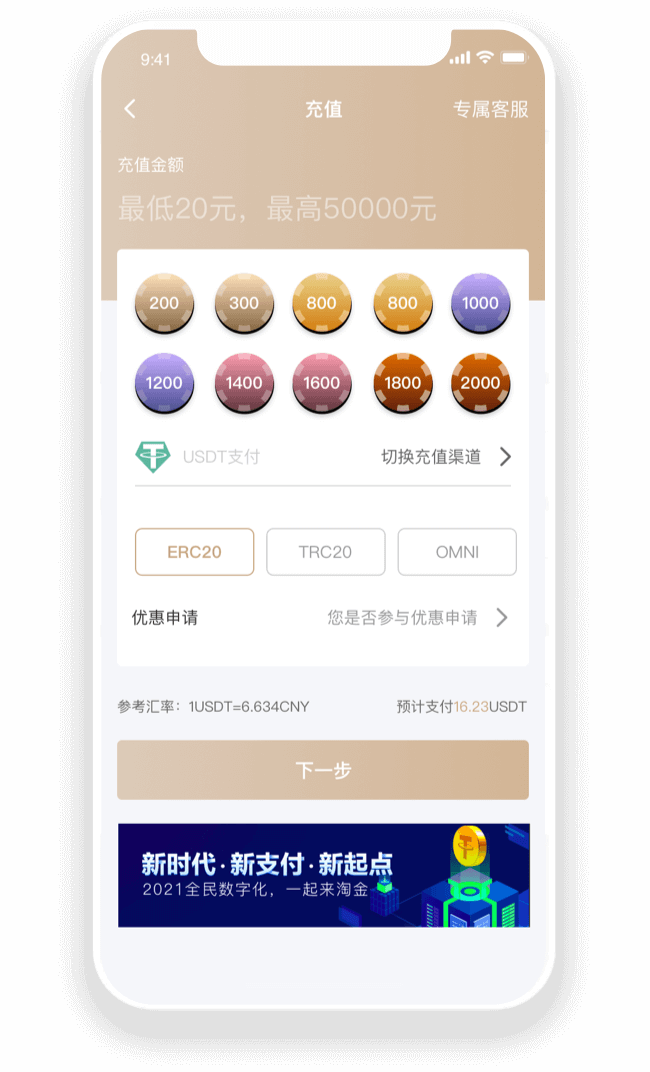 9:41
充值
专属客服
充值金额
最低20元，最高50000元
200 300 800 800 1000
1200 1400 1600 1800 2000
USDT支付 切换充值渠道
ERC20 TRC20 OMNI
优惠申请 您是否参与优惠申请
参考汇率：1USDT=6.634CNY 预计支付16.23USDT
下一步
新时代·新支付·新起点
2021全民数字化，一起来淘金